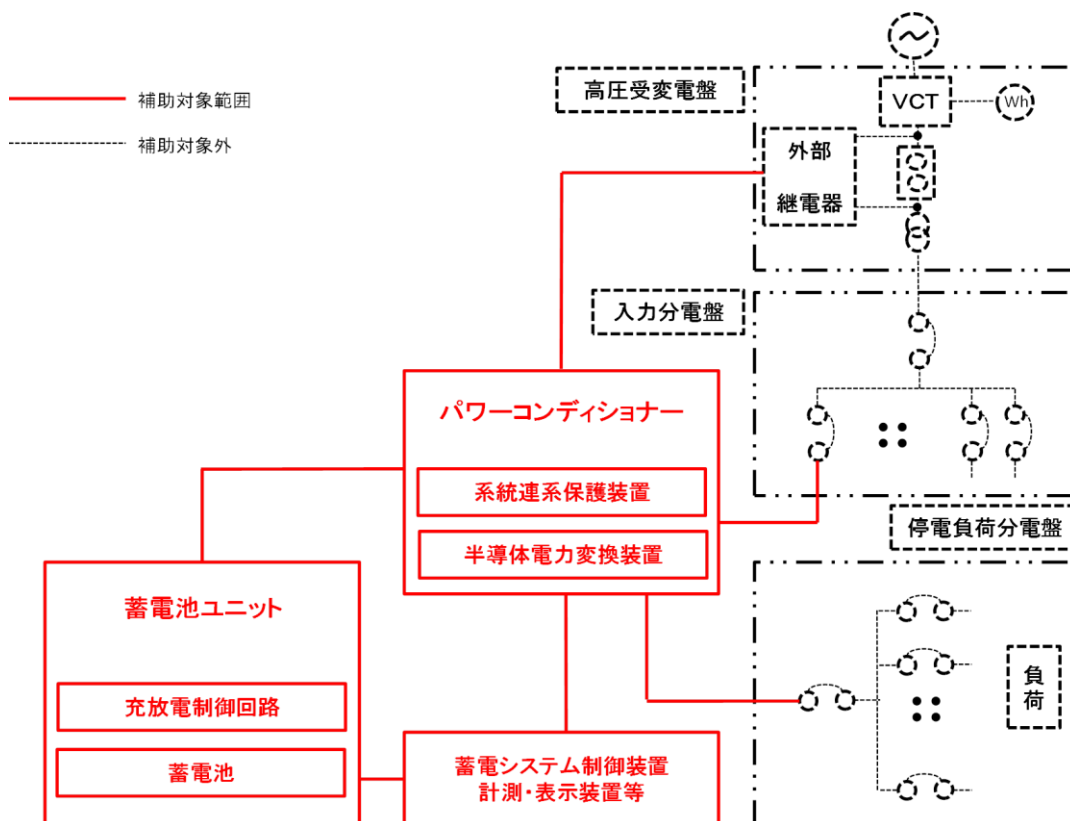 補助対象範囲
補助対象外
高圧受変電盤
VCT
Wh
外部
継電器
入力分電盤
パワーコンディショナー
系統連系保護装置
半導体電力変換装置
停電負荷分電盤
蓄電池ユニット
充放電制御回路
蓄電池
蓄電システム制御装置
計測・表示装置等
負
荷